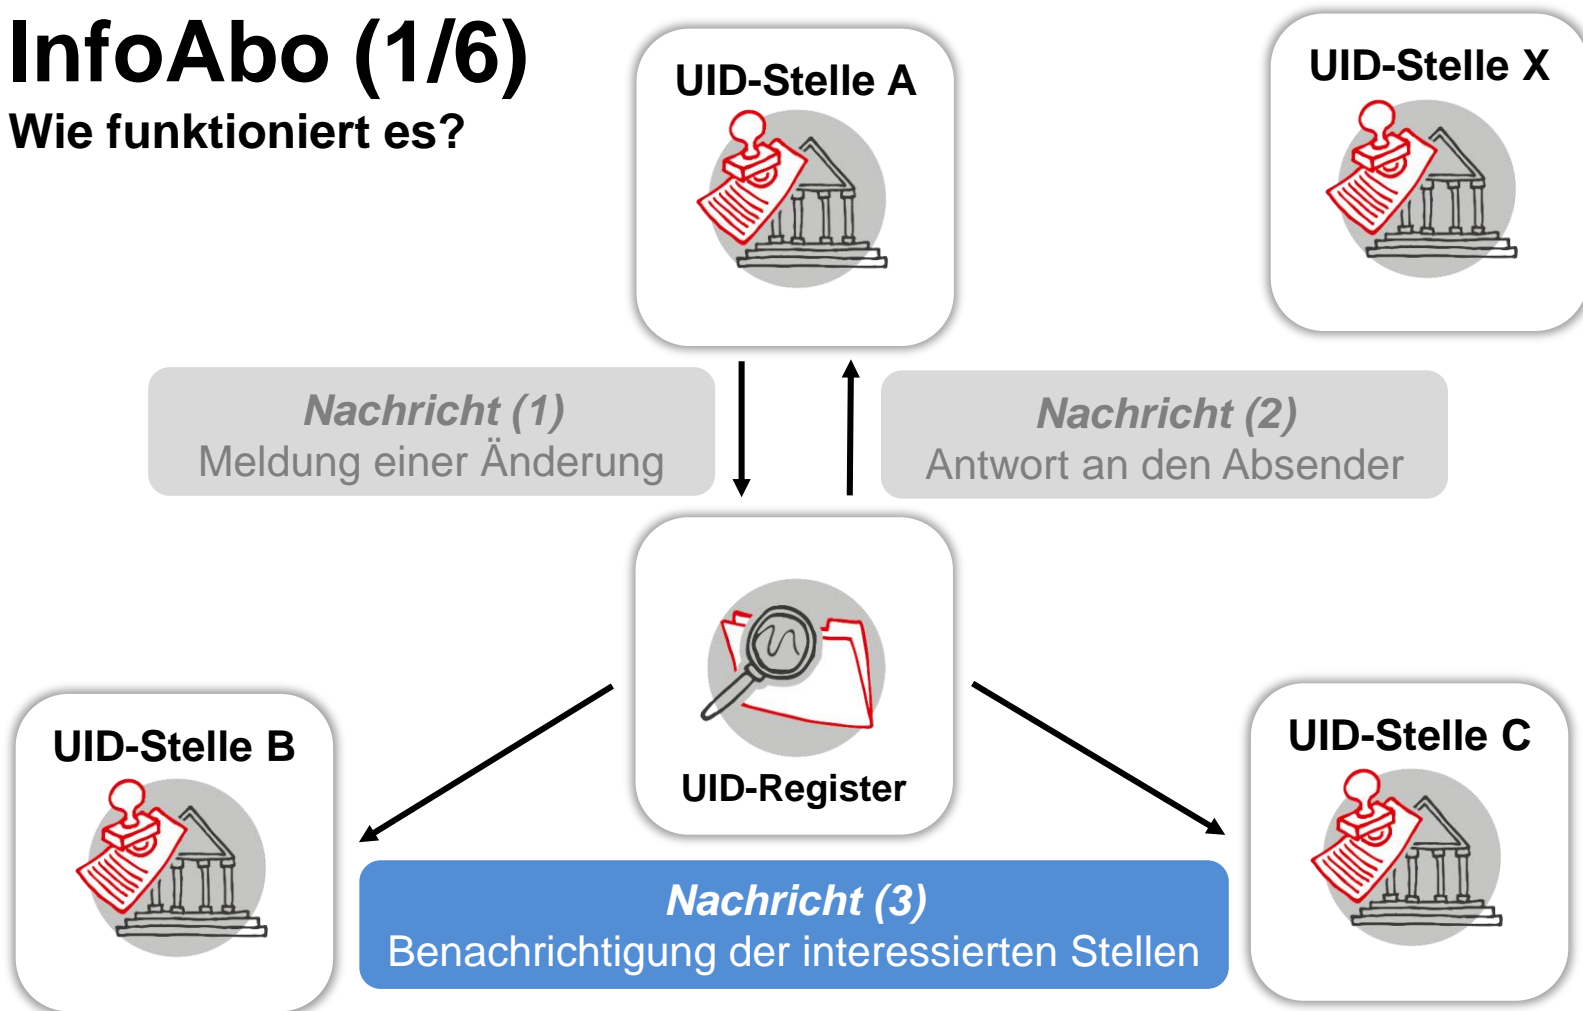 InfoAbo (1/6)
Wie funktioniert es?
UID-Stelle A
UID-Stelle X
Nachricht (1)
Meldung einer Änderung
Nachricht (2)
Antwort an den Absender
UID-Register
UID-Stelle B
UID-Stelle C
Nachricht (3)
Benachrichtigung der interessierten Stellen